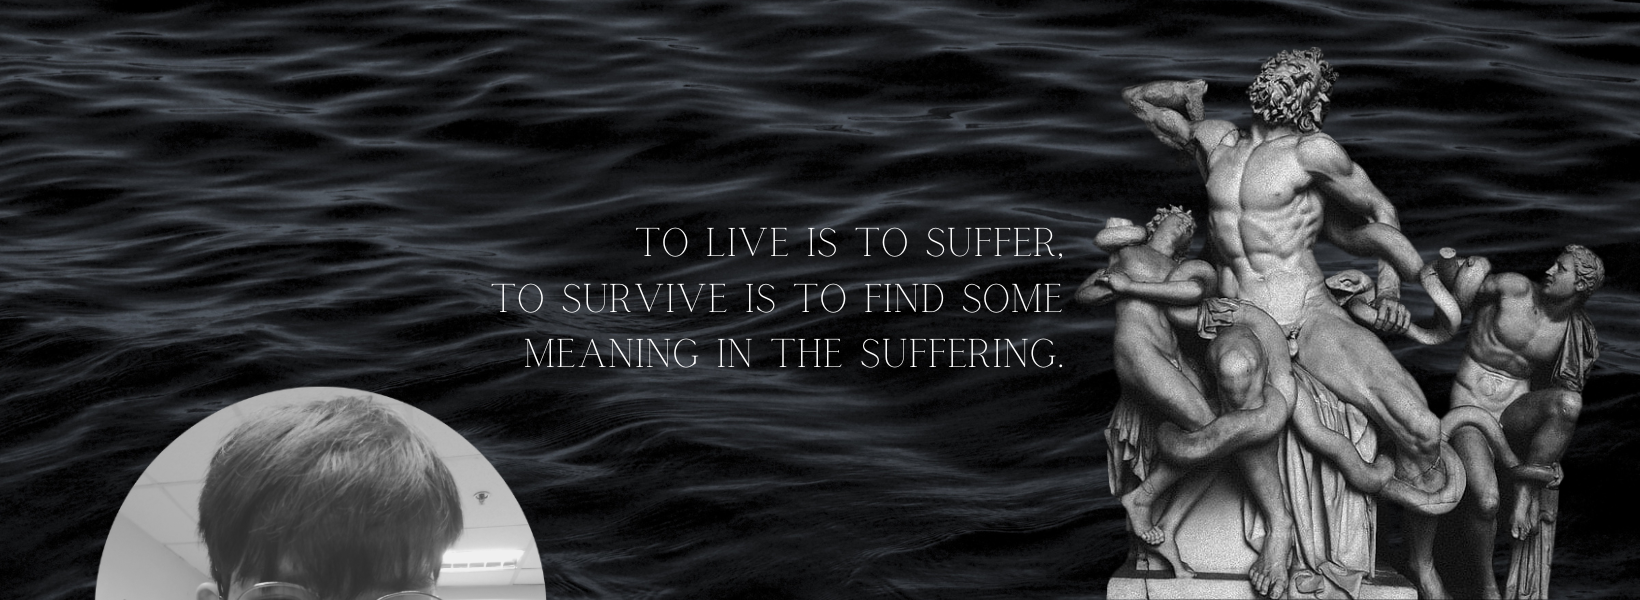 TO LIVE IS TO SUFFER,
TO SURVIVE IS TO FIND SOME
MEANING IN THE SUFFERING.